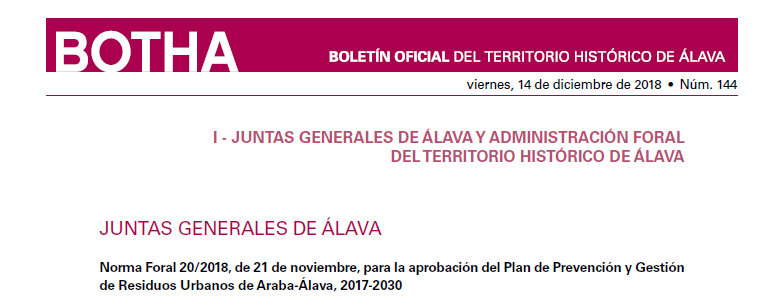 BOTHA
BOLETÍN OFICIAL DEL TERRITORIO HISTÓRICO DE ÁLAVA
viernes, 14 de diciembre de 2018 • Núm. 144
I - JUNTAS GENERALES DE ÁLAVA Y ADMINISTRACIÓN FORAL
DEL TERRITORIO HISTÓRICO DE ÁLAVA
JUNTAS GENERALES DE ÁLAVA
Norma Foral 20/2018, de 21 de noviembre, para la aprobación del Plan de Prevención y Gestión
de Residuos Urbanos de Araba-Álava, 2017-2030